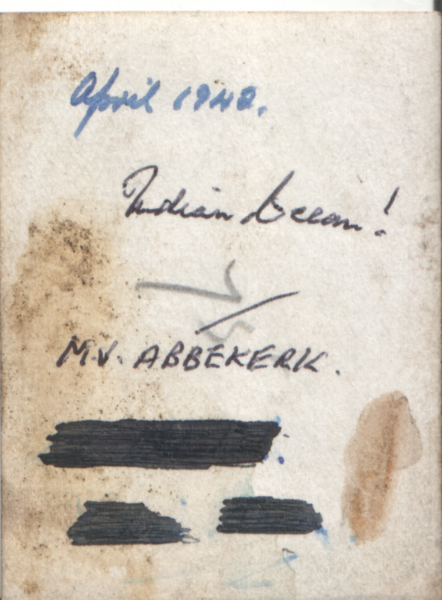 April 1942.
Indian Ocean!
M.V. ABBEKERK.